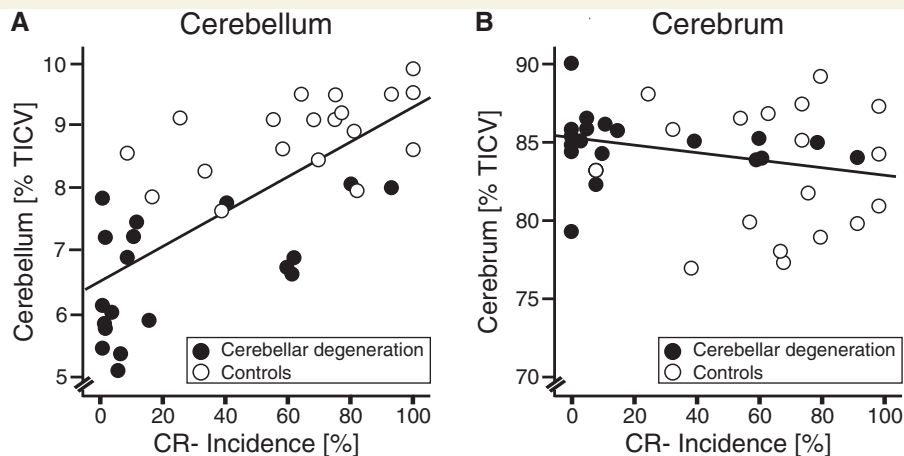 A Cerebellum
Cerebellum [% TICV]
10
9
8
7
6
5
0 20 40 60 80 100
CR- Incidence [%]
Cerebellar degeneration
Controls
B Cerebrum
Cerebrum [% TICV]
90
85
80
75
70
0 20 40 60 80 100
CR- Incidence [%]
Cerebellar degeneration
Controls